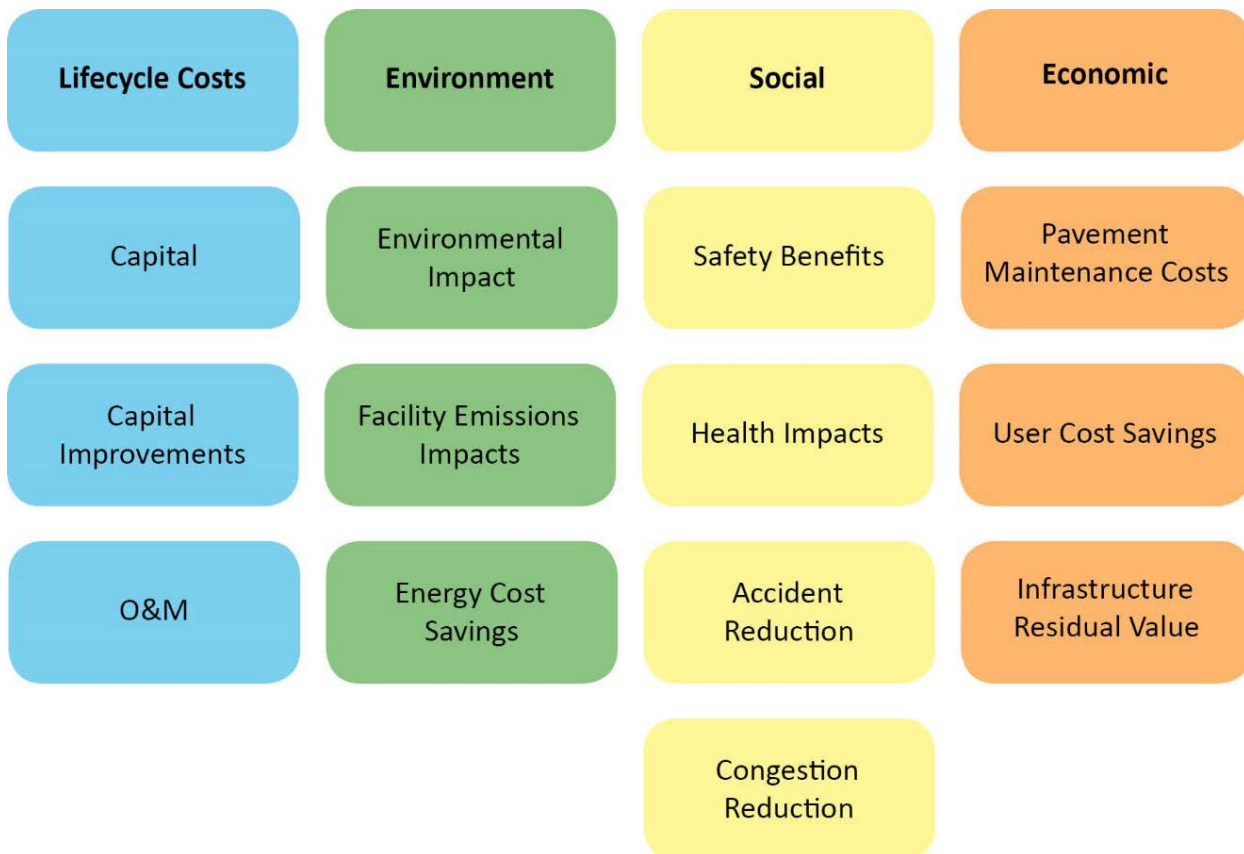 Lifecycle Costs
Environment
Social
Economic
Capital
Environmental
Impact
Safety Benefits
Pavement
Maintenance Costs
Capital
Improvements
Facility Emissions
Impacts
Health Impacts
User Cost Savings
O&M
Energy Cost
Savings
Accident
Reduction
Infrastructure
Residual Value
Congestion
Reduction